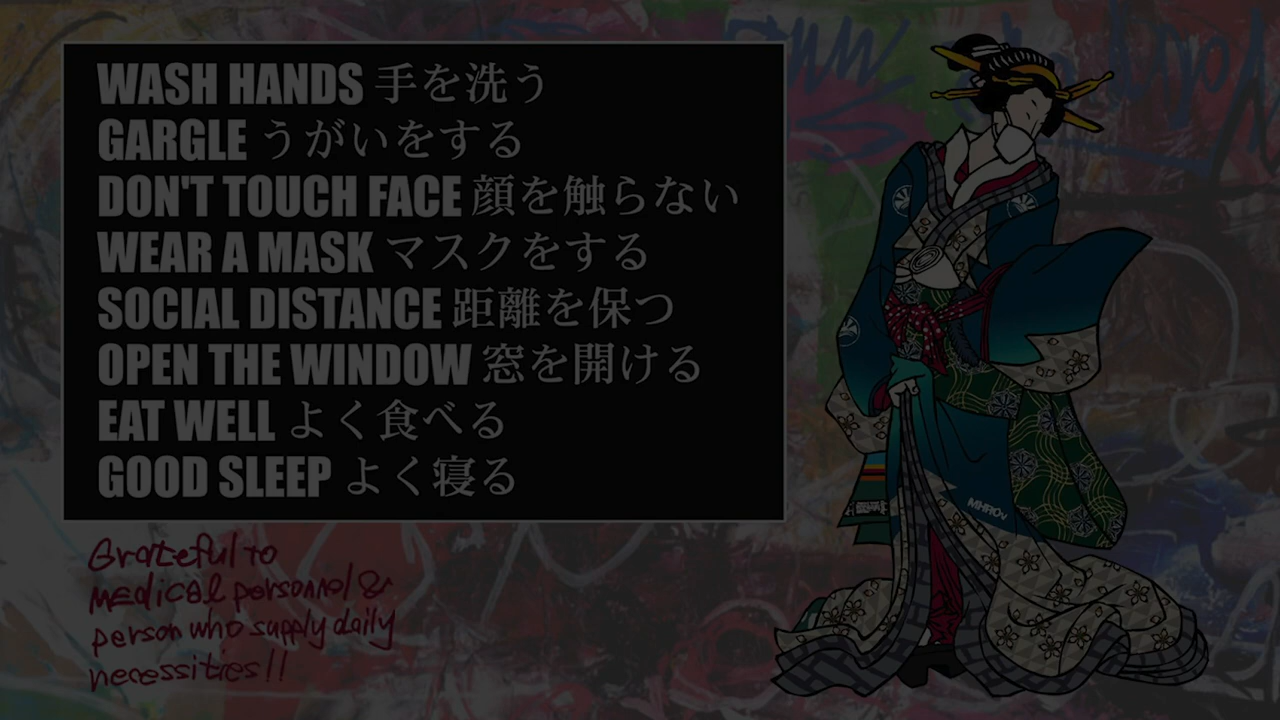 WASH HANDS 手を洗う
GARGLE うがいをする
DON'T TOUCH FACE 顔を触らない
WEAR A MASK マスクをする
SOCIAL DISTANCE 距離を保つ
OPEN THE WINDOW 窓を開ける
EAT WELL よく食べる
GOOD SLEEP よく寝る
Grateful to
medical personnel &
person who supply daily
necessities!!